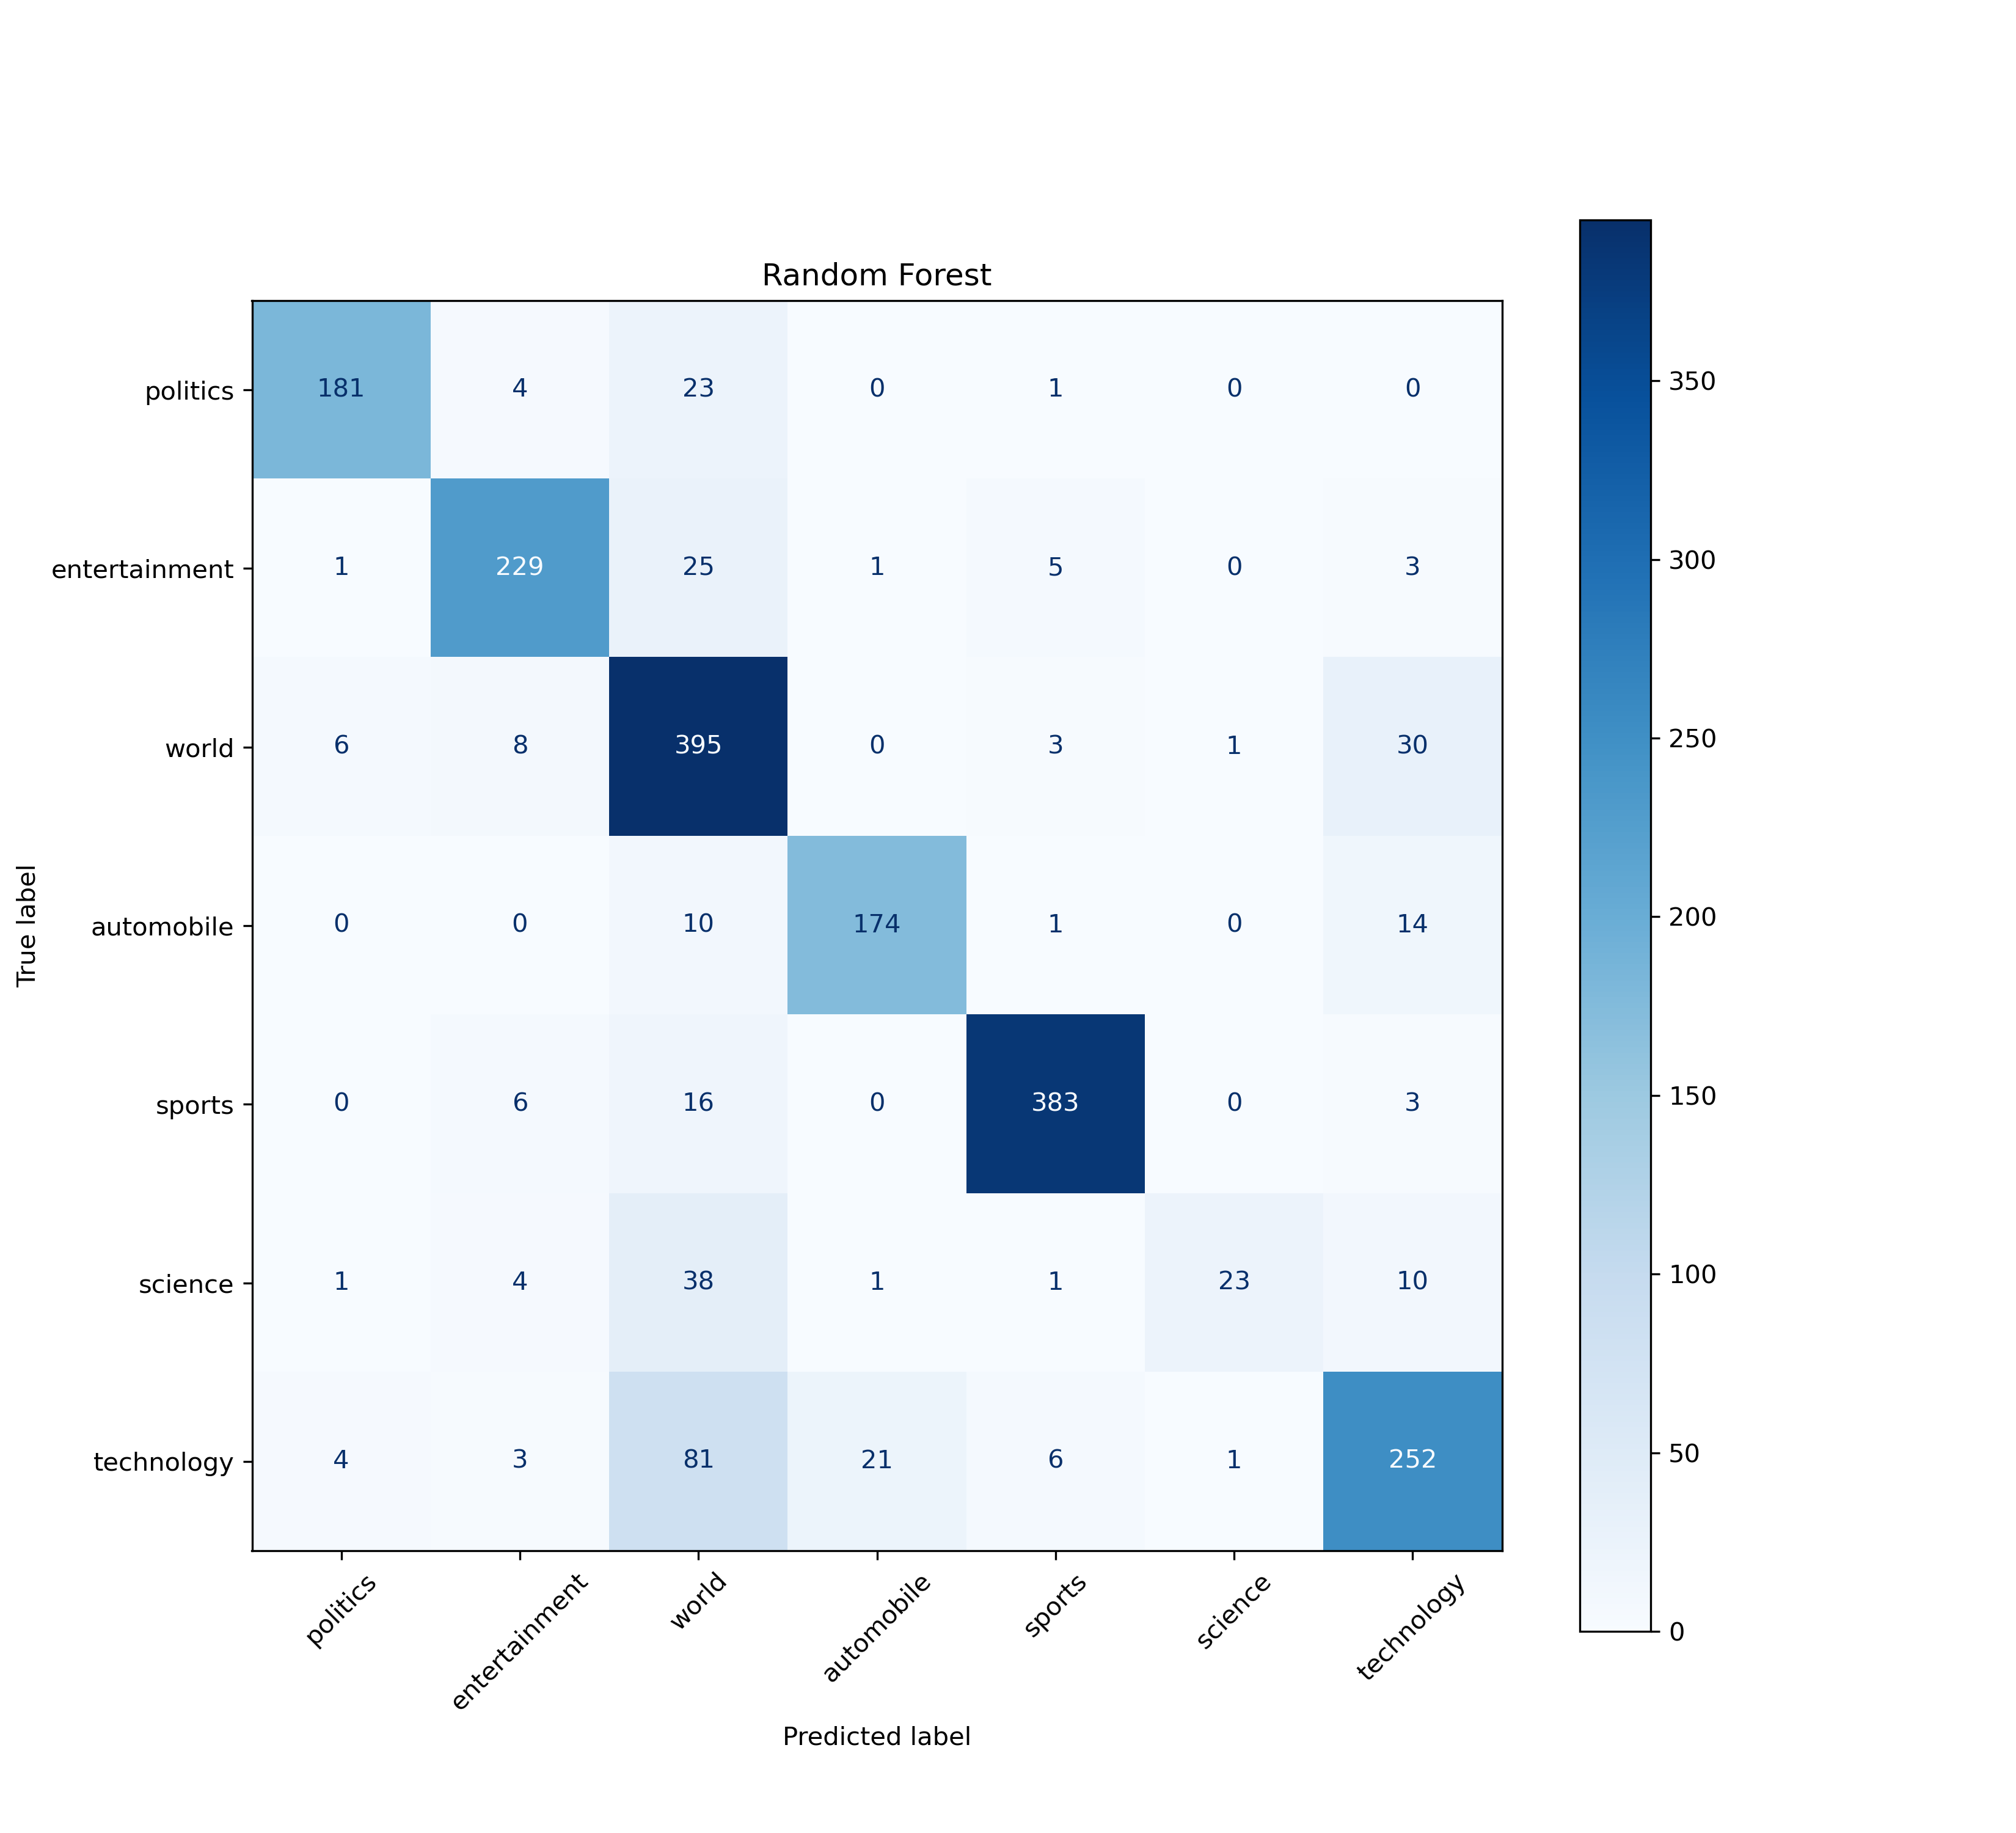 Random Forest
politics 181 4 23 0 1 0 0
entertainment 1 229 25 1 5 0 3
world 6 8 395 0 3 1 30
automobile 0 0 10 174 1 0 14
sports 0 6 16 0 383 0 3
science 1 4 38 1 1 23 10
technology 4 3 81 21 6 1 252
True label
politics entertainment world automobile sports science technology
Predicted label
350
300
250
200
150
100
50
0